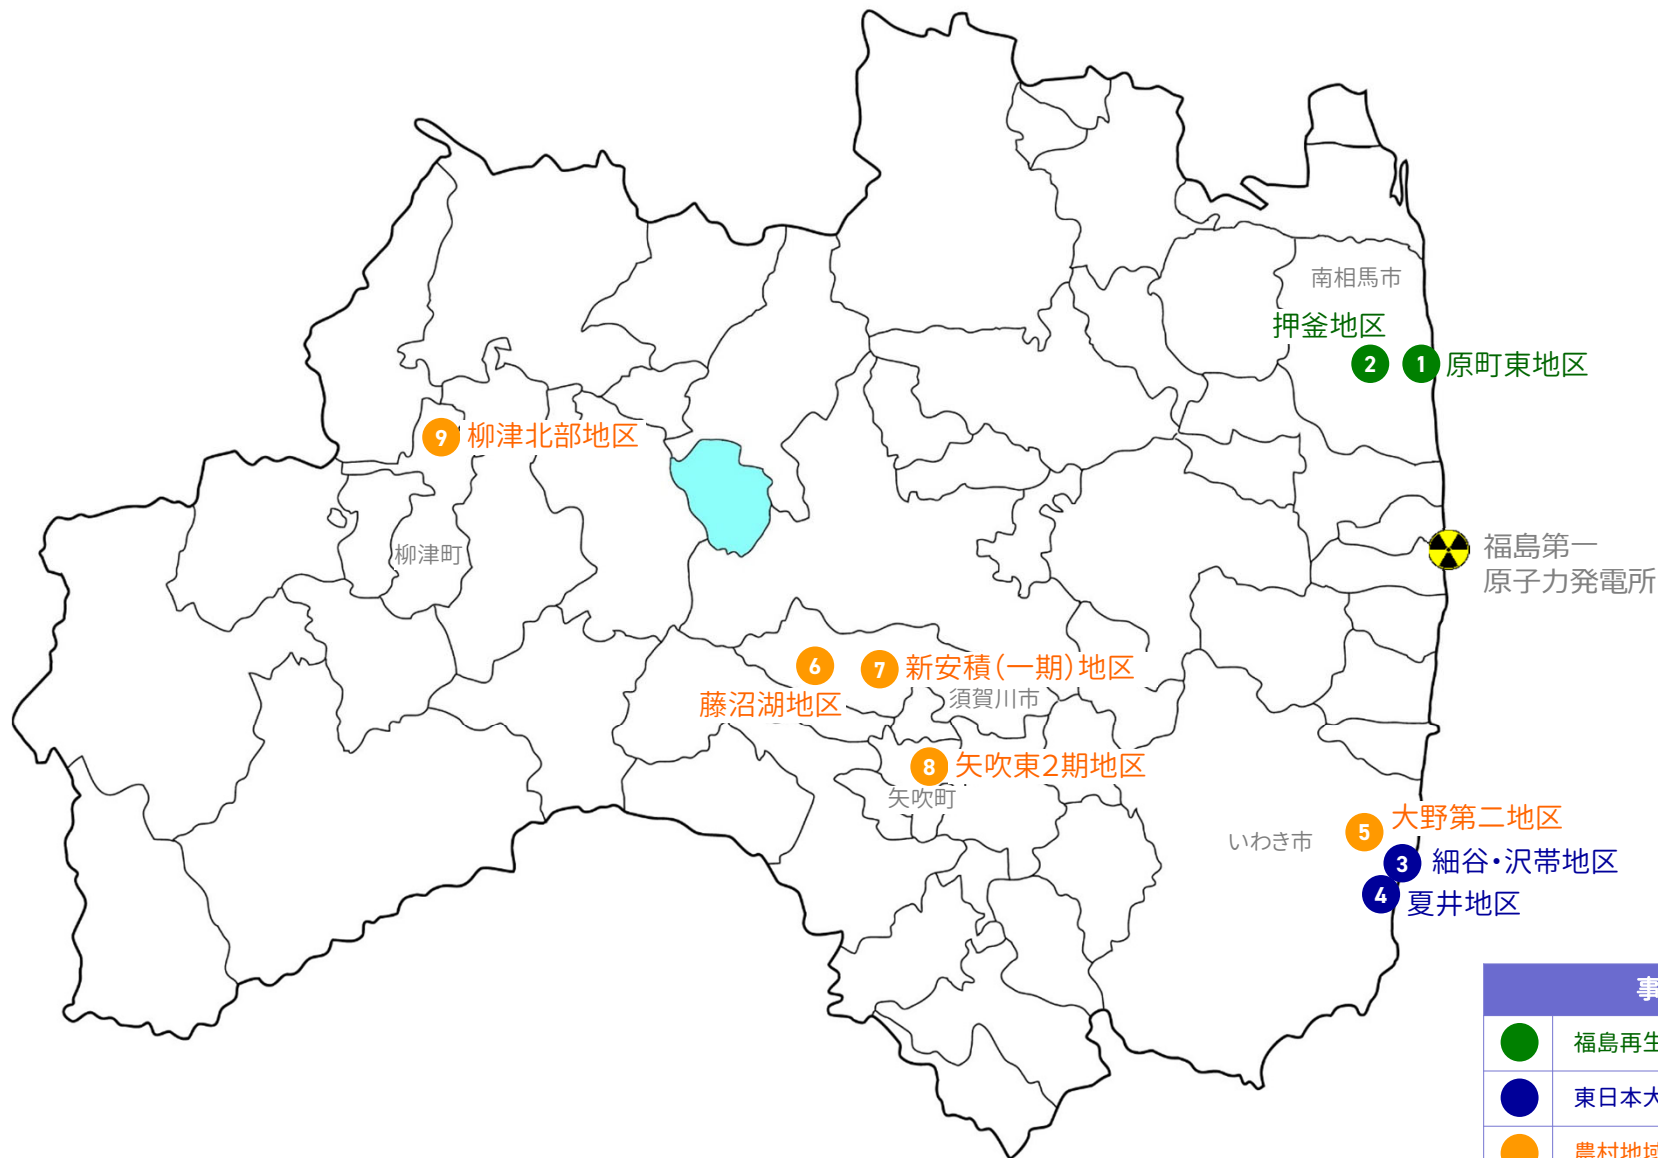 南相馬市
押釜地区
2
1
原町東地区
9
柳津北部地区
柳津町
福島第一
原子力発電所
6
7
新安積(一期)地区
藤沼湖地区
須賀川市
8
矢吹東2期地区
矢吹町
いわき市
5
大野第二地区
3
細谷・沢帯地区
4
夏井地区
事
福島再生
東日本大
農村地域